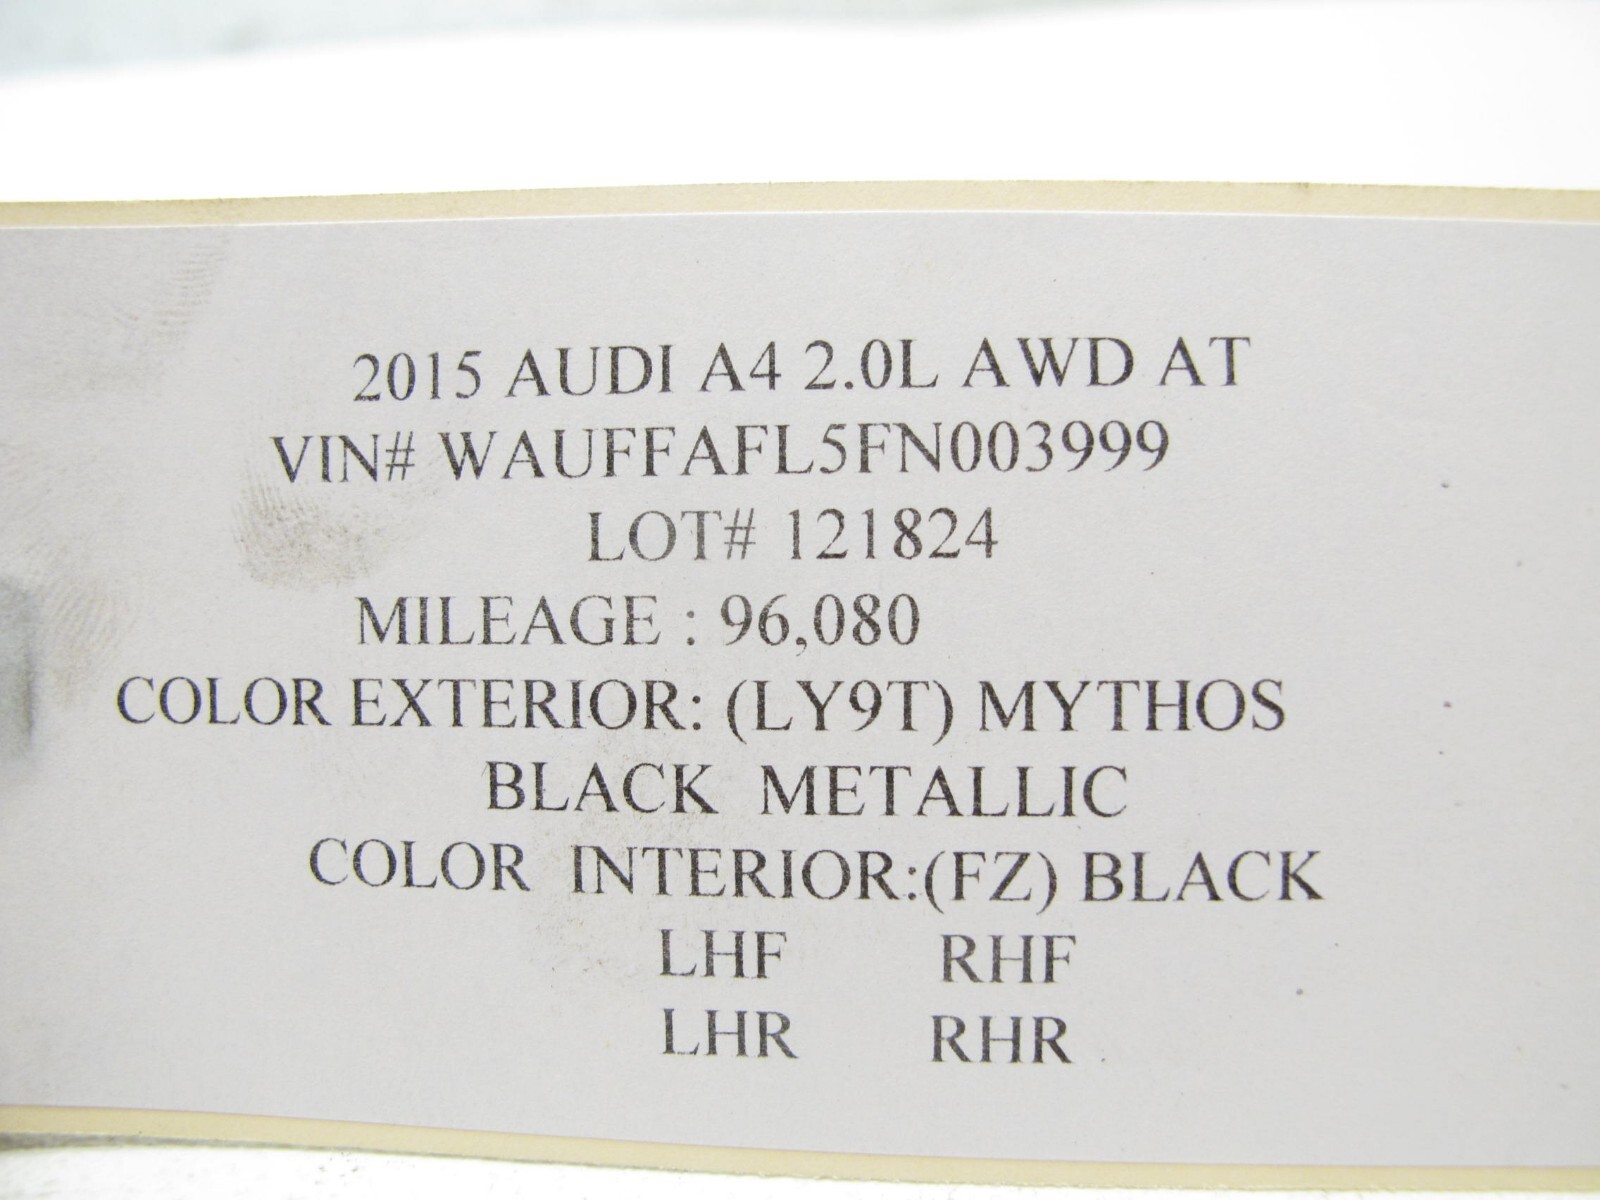 2015 AUDI A4 2.0L AWD AT
VIN# WAUFFAFL5FN003999
LOT# 121824
MILEAGE : 96,080
COLOR EXTERIOR: (LY9T) MYTHOS
BLACK METALLIC
COLOR INTERIOR:(FZ) BLACK
LHF RHF
LHR RHR